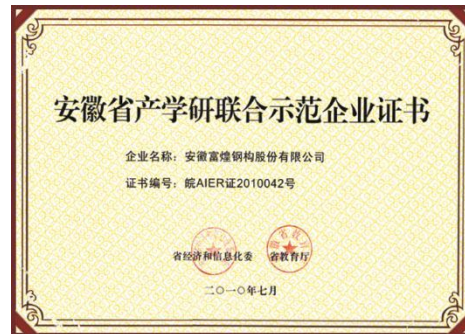 安徽省产学研联合示范企业证书
企业名称：安徽富煌钢构股份有限公司
证书编号：皖AIER证2010042号
省经济和信息化委 省教育厅
二〇一〇年七月